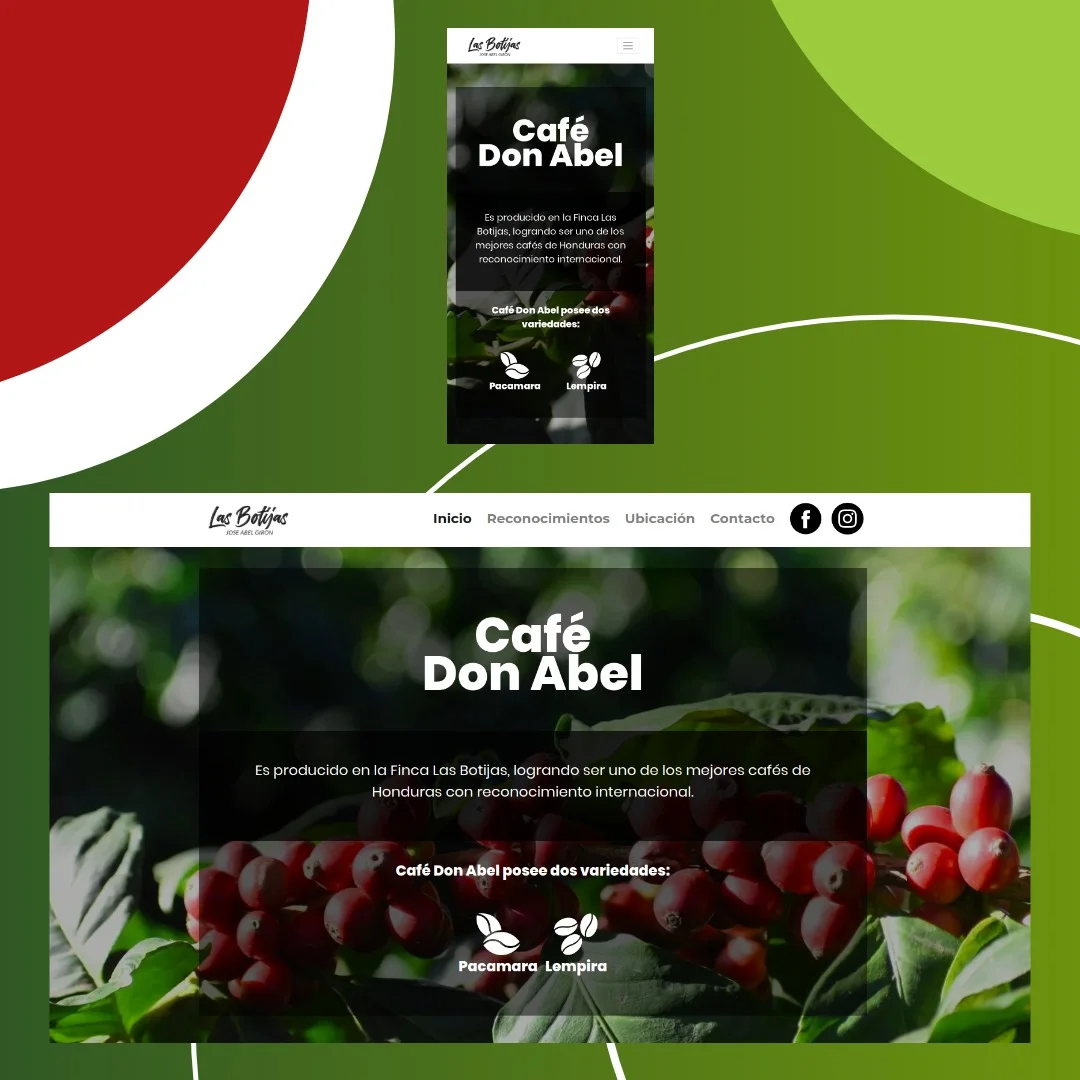 Las Botijas
JOSE ABEL GIRÓN
Café
Don Abel
Es producido en la Finca Las
Botijas, logrando ser uno de los
mejores cafés de Honduras con
reconocimiento internacional.
Café Don Abel posee dos
variedades:
Pacamara Lempira
Las Botijas
JOSE ABEL GIRÓN
Inicio Reconocimientos Ubicación Contacto
Café
Don Abel
Es producido en la Finca Las Botijas, logrando ser uno de los mejores cafés de
Honduras con reconocimiento internacional.
Café Don Abel posee dos variedades:
Pacamara Lempira